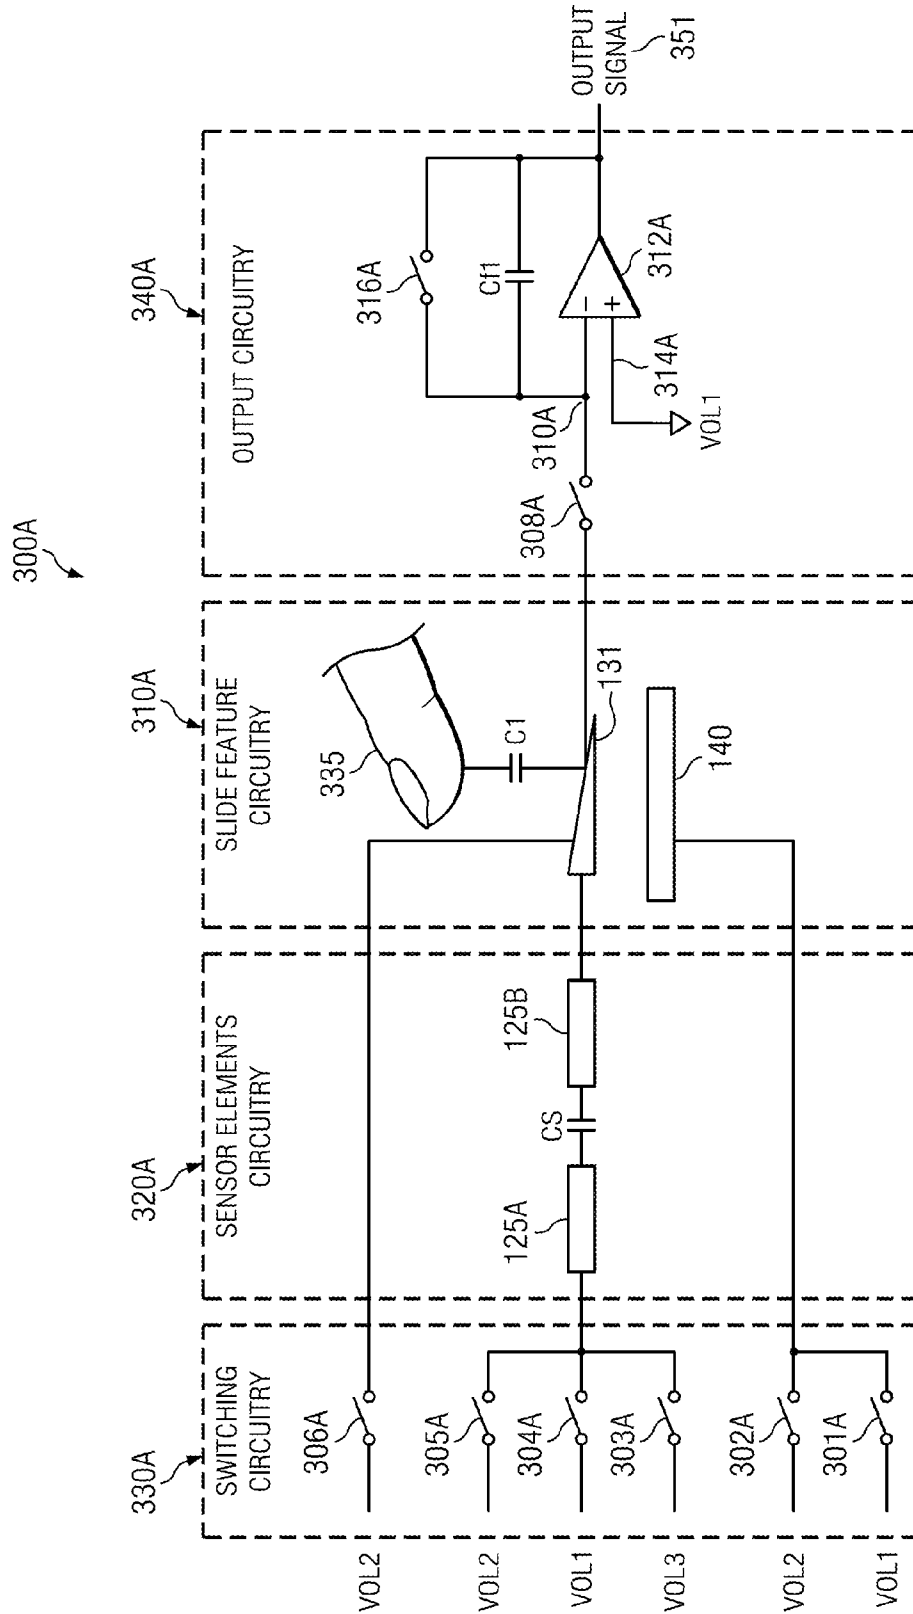 300A
330A
SWITCHING
CIRCUITRY
320A
SENSOR ELEMENTS
CIRCUITRY
310A
SLIDE FEATURE
CIRCUITRY
340A
OUTPUT CIRCUITRY
VOL2
306A
VOL2
305A
VOL1
304A
VOL3
303A
VOL2
302A
VOL1
301A
125A
CS
125B
335
C1
131
140
308A
310A
316A
Cf1
−
+
312A
314A
VOL1
OUTPUT
SIGNAL
351